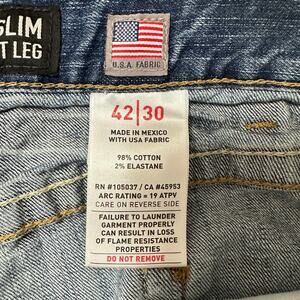 SLIM
T LEG
U.S.A. FABRIC
42|30
MADE IN MEXICO
WITH USA FABRIC
98% COTTON
2% ELASTANE
RN #105037 / CA #45953
ARC RATING = 19 ATPV
CARE ON REVERSE SIDE
FAILURE TO LAUNDER
GARMENT PROPERLY
CAN RESULT IN LOSS
OF FLAME RESISTANCE
PROPERTIES
DO NOT REMOVE